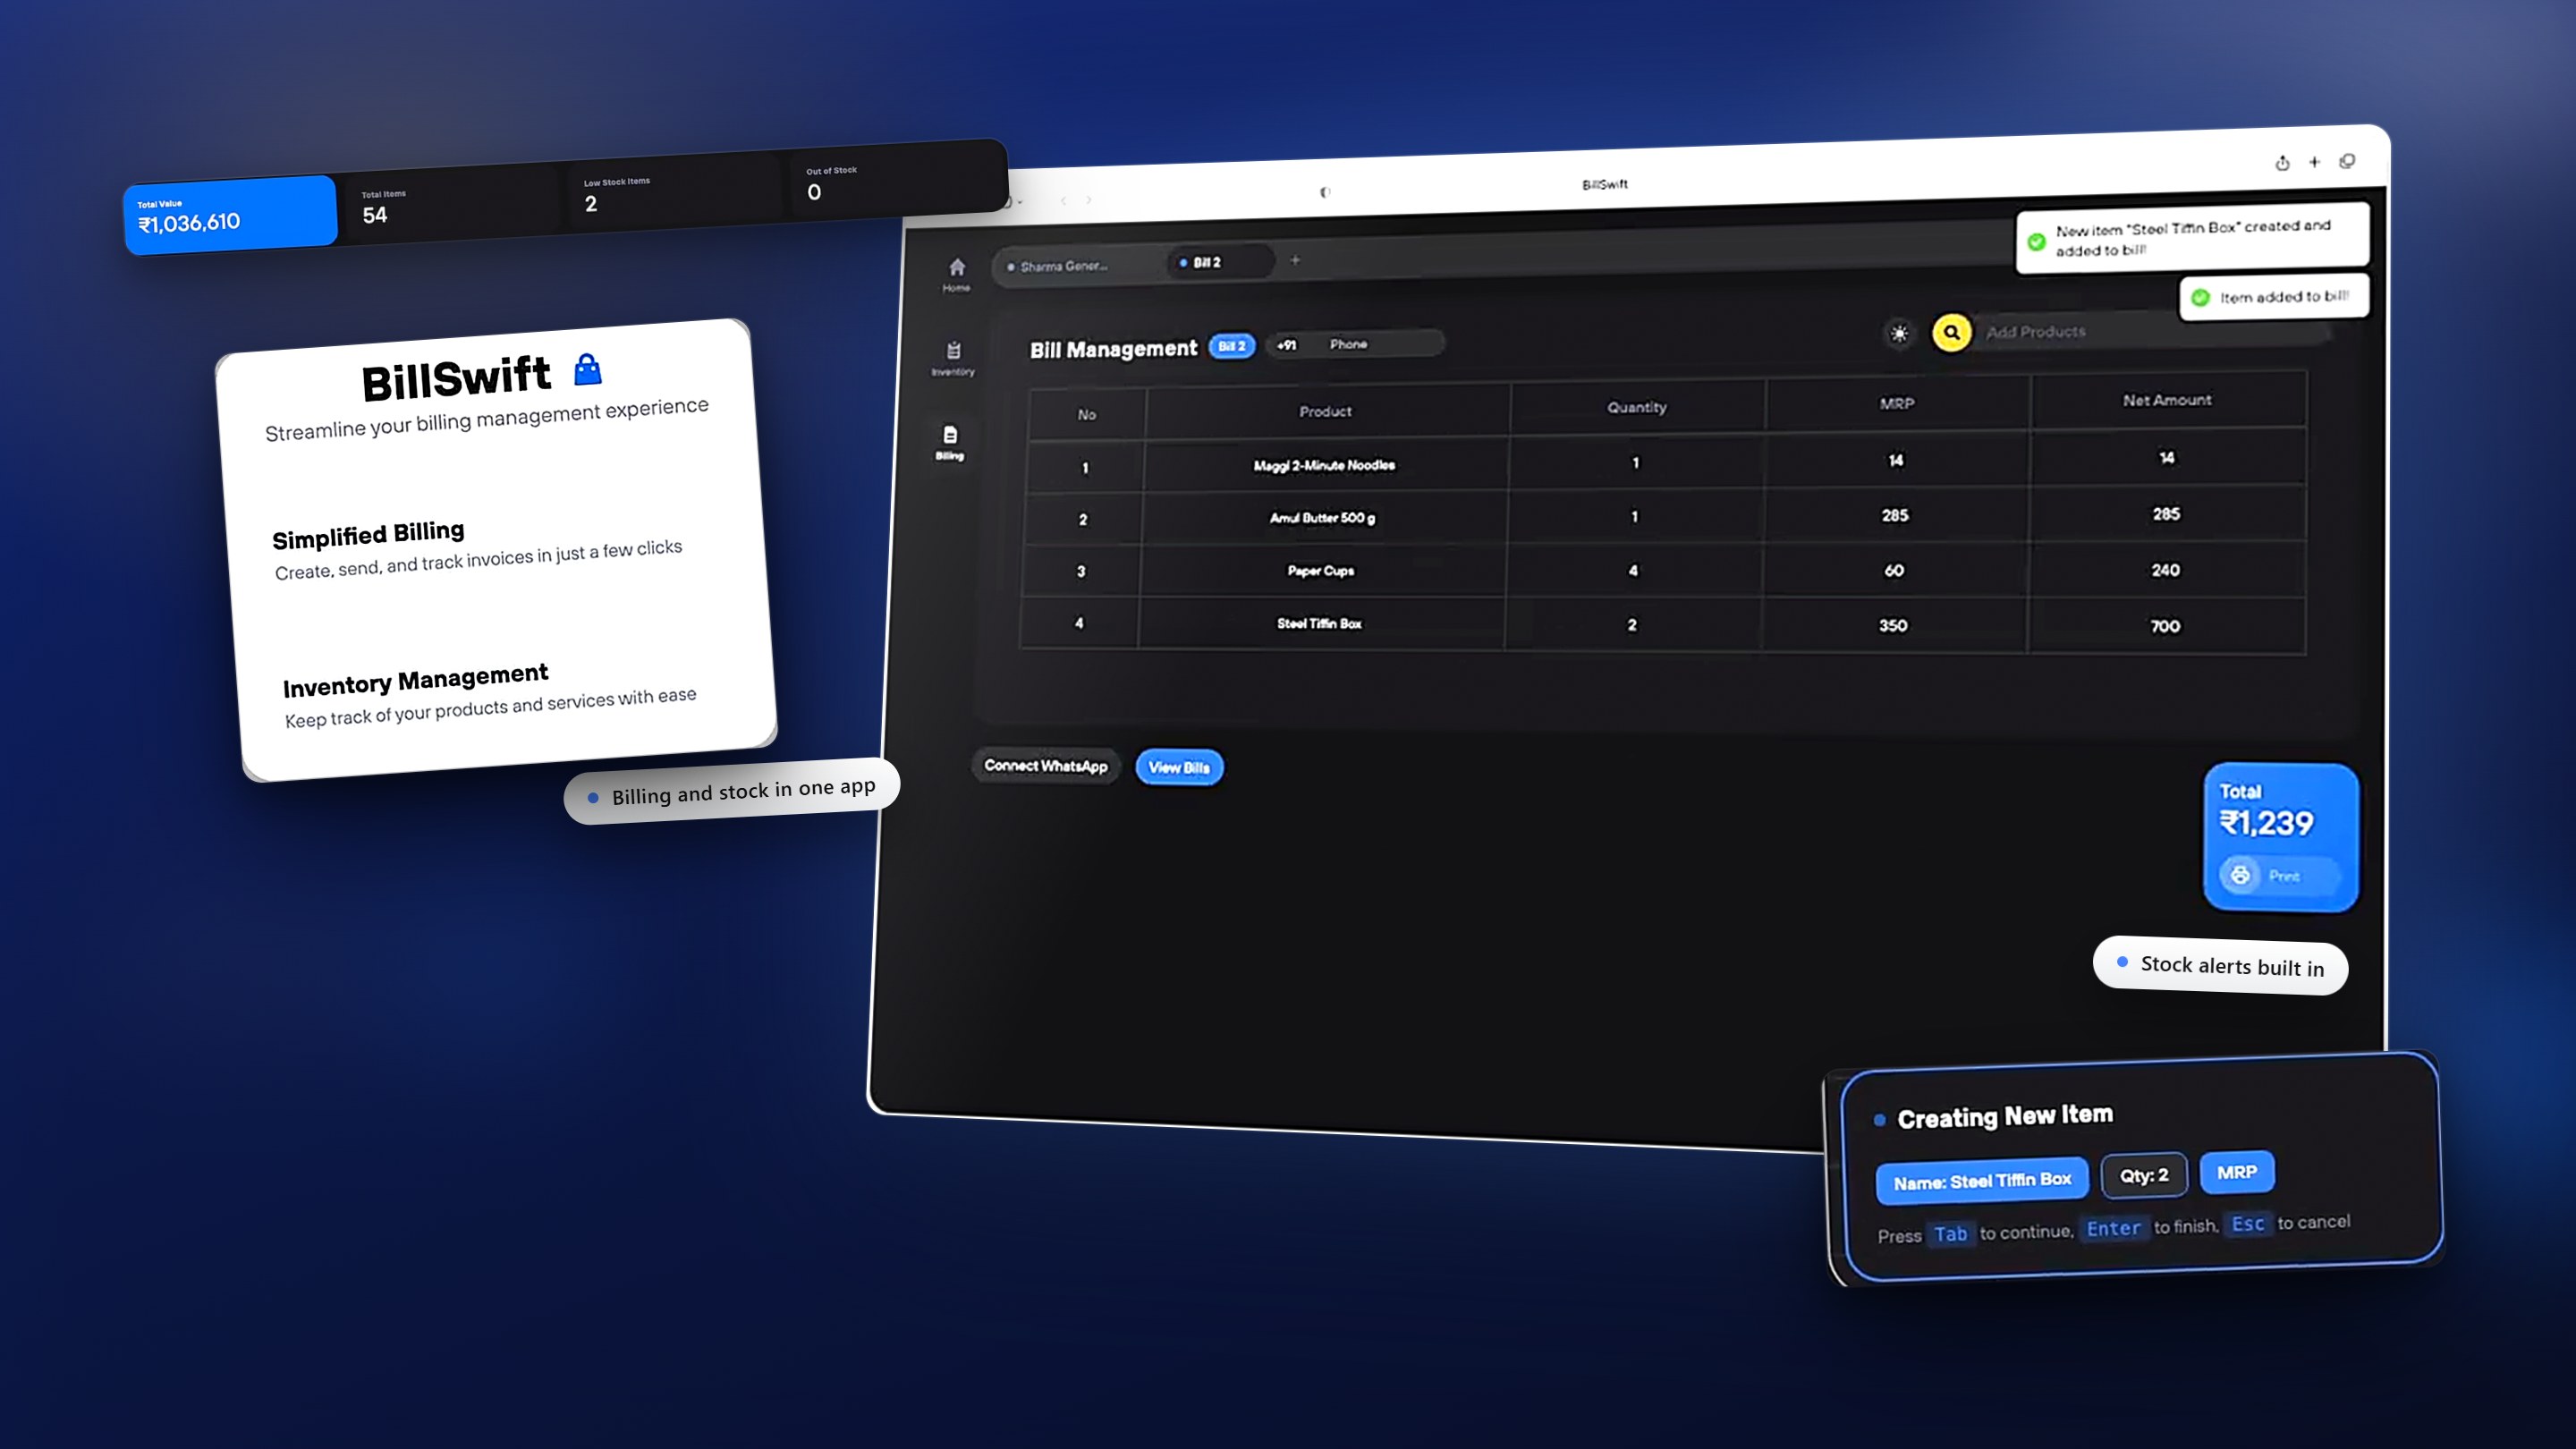 Total Value
₹1,036,610
Total Items
54
Low Stock Items
2
Out of Stock
0
BillSwift
Streamline your billing management experience
Simplified Billing
Create, send, and track invoices in just a few clicks
Inventory Management
Keep track of your products and services with ease
Billing and stock in one app
BillSwift
New item "Steel Tiffin Box" created and
added to bill!
Item added to bill!
Home
Inventory
Billing
Sharma Gener...
Bill 2
+
Bill Management
Bill 2
+91 Phone
Add Products
No Product Quantity MRP Net Amount
1 Maggi 2-Minute Noodles 1 14 14
2 Amul Butter 500 g 1 285 285
3 Paper Cups 4 60 240
4 Steel Tiffin Box 2 350 700
Connect WhatsApp
View Bills
Total
₹1,239
Print
Stock alerts built in
Creating New Item
Name: Steel Tiffin Box Qty: 2 MRP
Press Tab to continue, Enter to finish, Esc to cancel